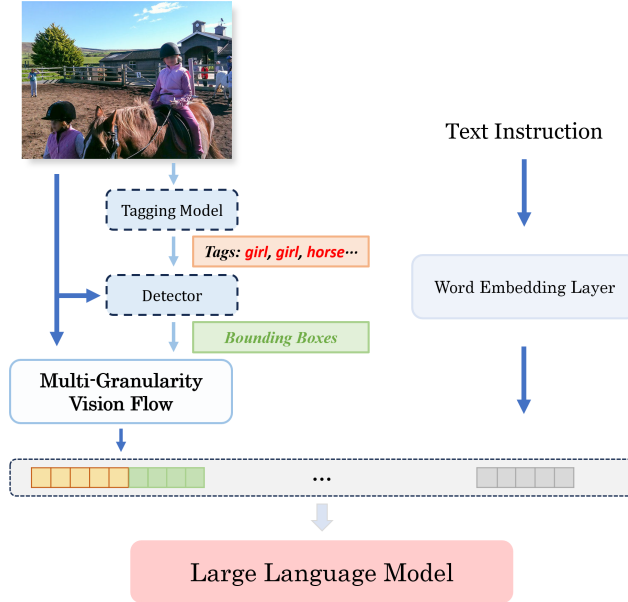 Text Instruction
Tagging Model
Tags: girl, girl, horse···
Detector
Word Embedding Layer
Bounding Boxes
Multi-Granularity
Vision Flow
...
Large Language Model